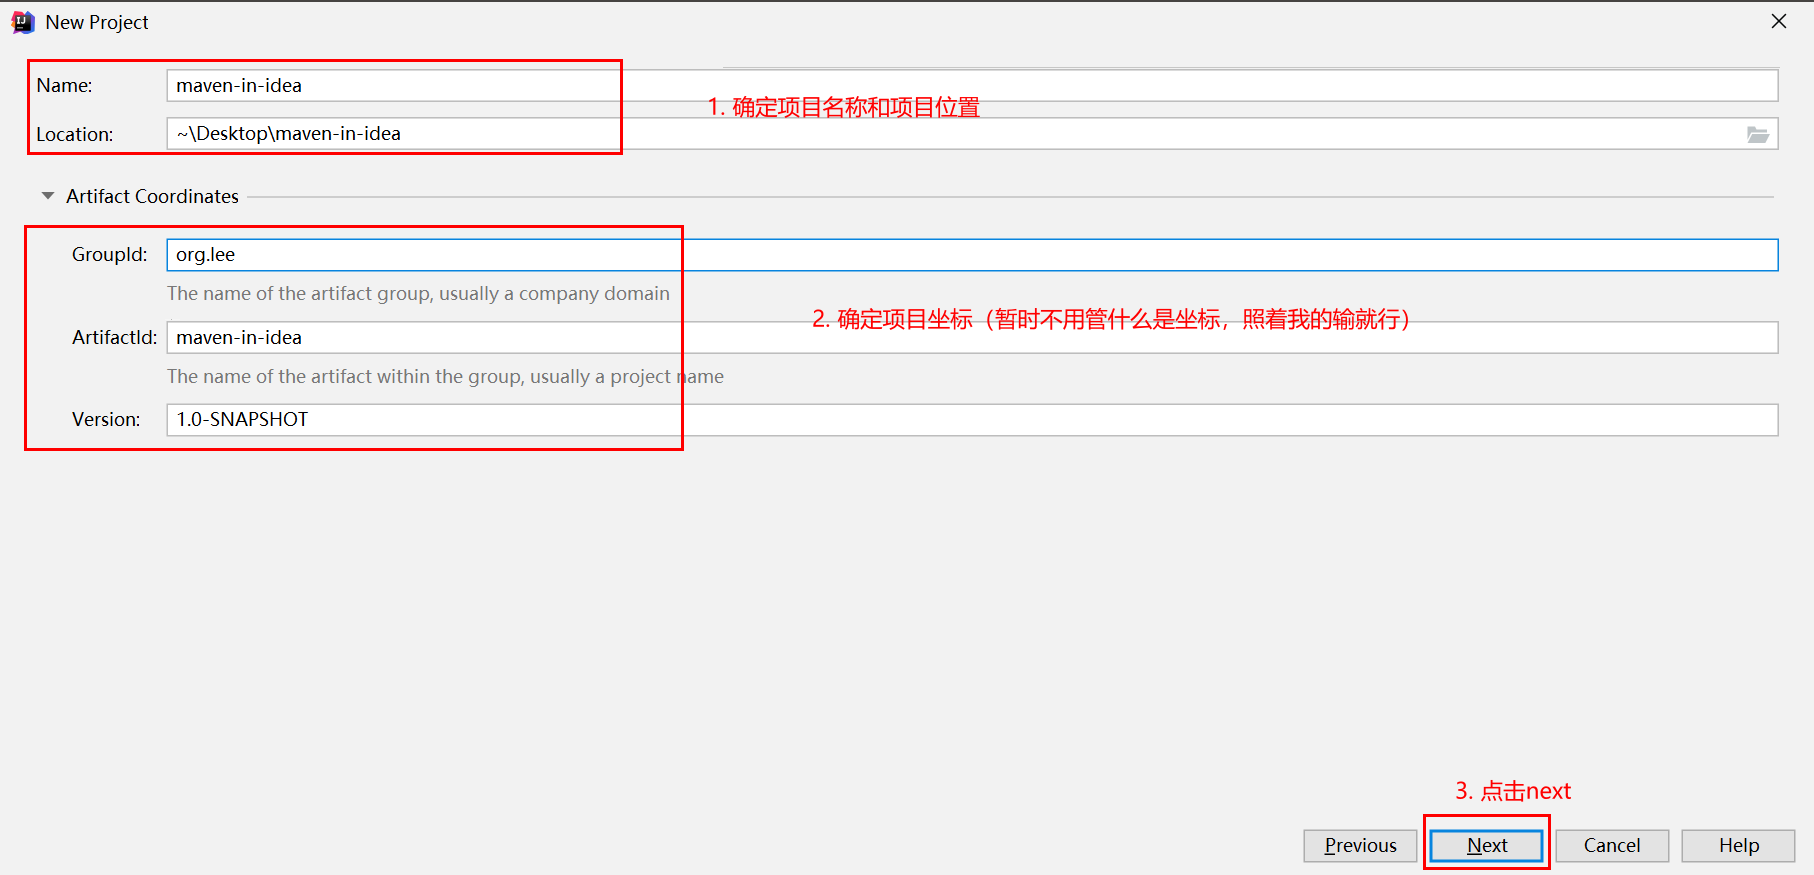 New Project
Name: maven-in-idea
1. 确定项目名称和项目位置
Location: ~\Desktop\maven-in-idea
Artifact Coordinates
GroupId: org.lee
The name of the artifact group, usually a company domain
2. 确定项目坐标（暂时不用管什么是坐标，照着我的输就行）
ArtifactId: maven-in-idea
The name of the artifact within the group, usually a project name
Version: 1.0-SNAPSHOT
3. 点击next
Previous Next Cancel Help